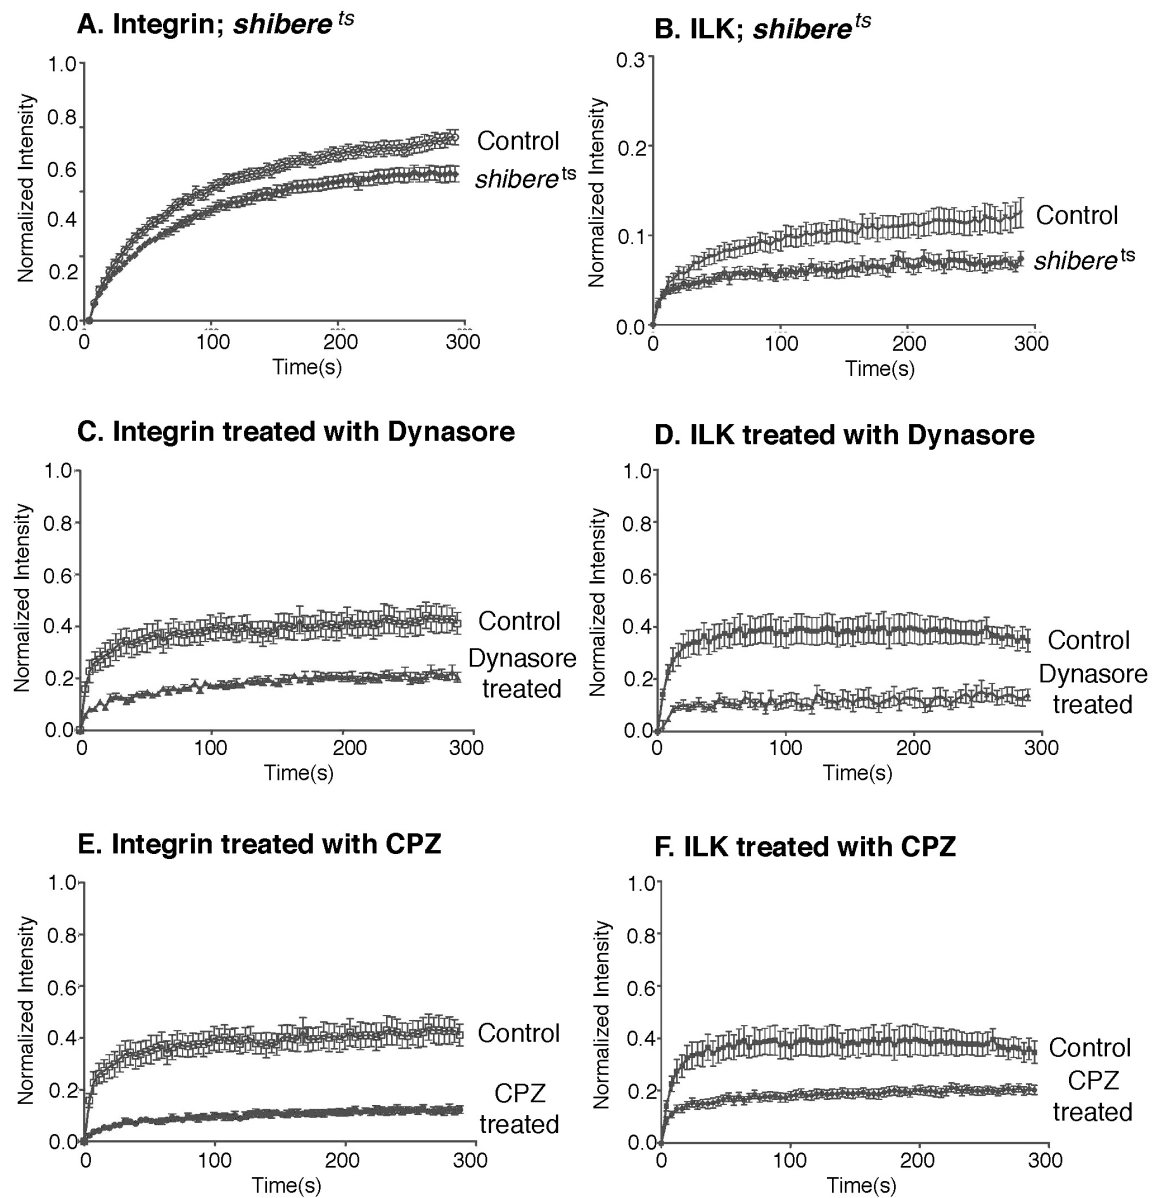 A. Integrin; shibere ts
1.0
0.8
0.6
0.4
0.2
0.0
Normalized Intensity
Control
shibere ts
0 100 200 300
Time(s)
B. ILK; shibere ts
0.3
0.2
0.1
0.0
Normalized Intensity
Control
shibere ts
0 100 200 300
Time(s)
C. Integrin treated with Dynasore
1.0
0.8
0.6
0.4
0.2
0.0
Normalized Intensity
Control
Dynasore
treated
0 100 200 300
Time(s)
D. ILK treated with Dynasore
1.0
0.8
0.6
0.4
0.2
0.0
Normalized Intensity
Control
Dynasore
treated
0 100 200 300
Time(s)
E. Integrin treated with CPZ
1.0
0.8
0.6
0.4
0.2
0.0
Normalized Intensity
Control
CPZ
treated
0 100 200 300
Time(s)
F. ILK treated with CPZ
1.0
0.8
0.6
0.4
0.2
0.0
Normalized Intensity
Control
CPZ
treated
0 100 200 300
Time(s)